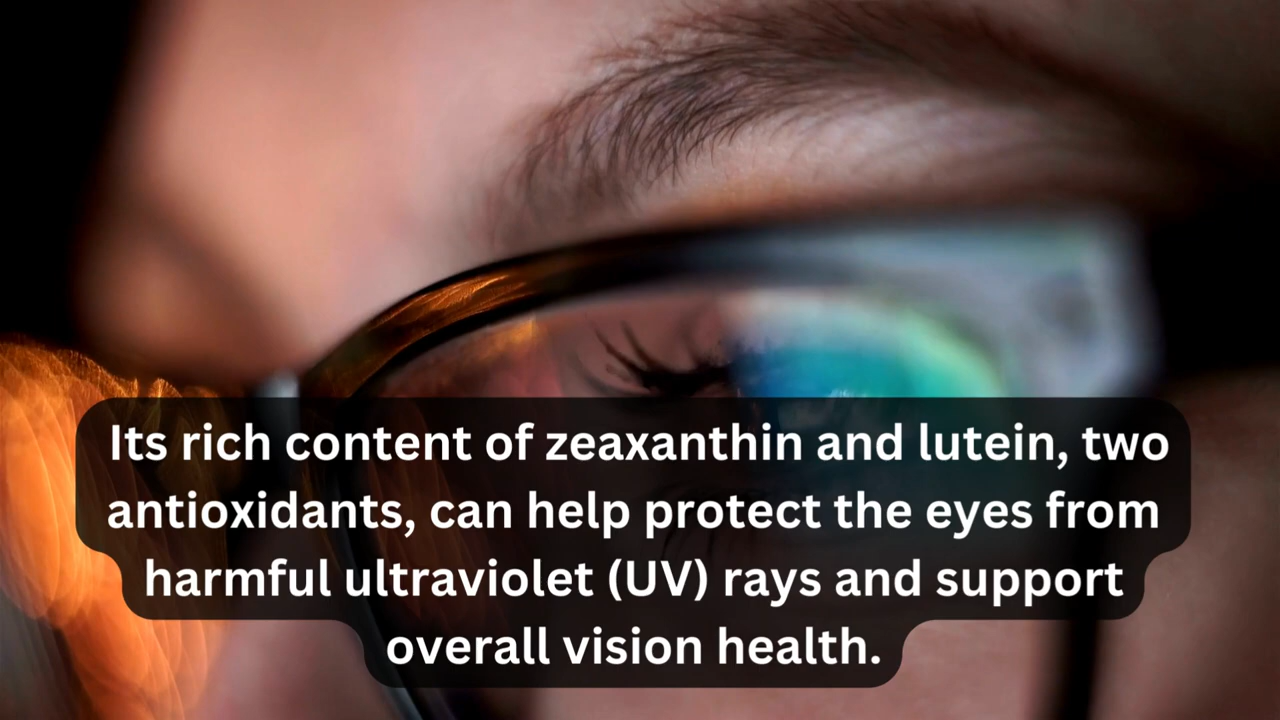 Its rich content of zeaxanthin and lutein, two
antioxidants, can help protect the eyes from
harmful ultraviolet (UV) rays and support
overall vision health.